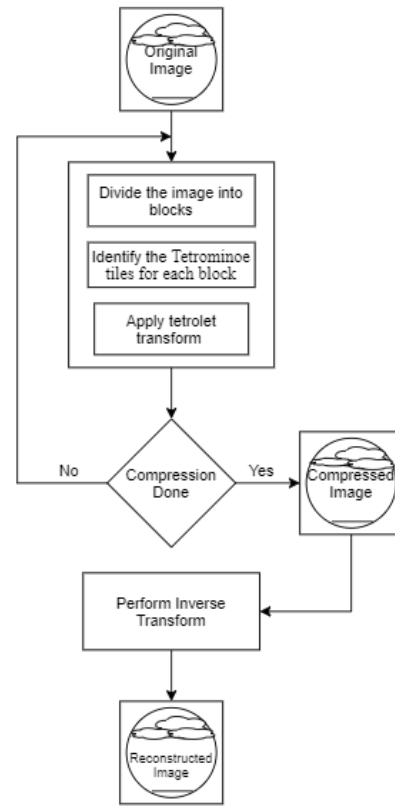 Original
Image
Divide the image into
blocks
Identify the Tetrominoe
tiles for each block
Apply tetrolet
transform
No
Compression
Done
Yes
Compressed
Image
Perform Inverse
Transform
Reconstructed
Image